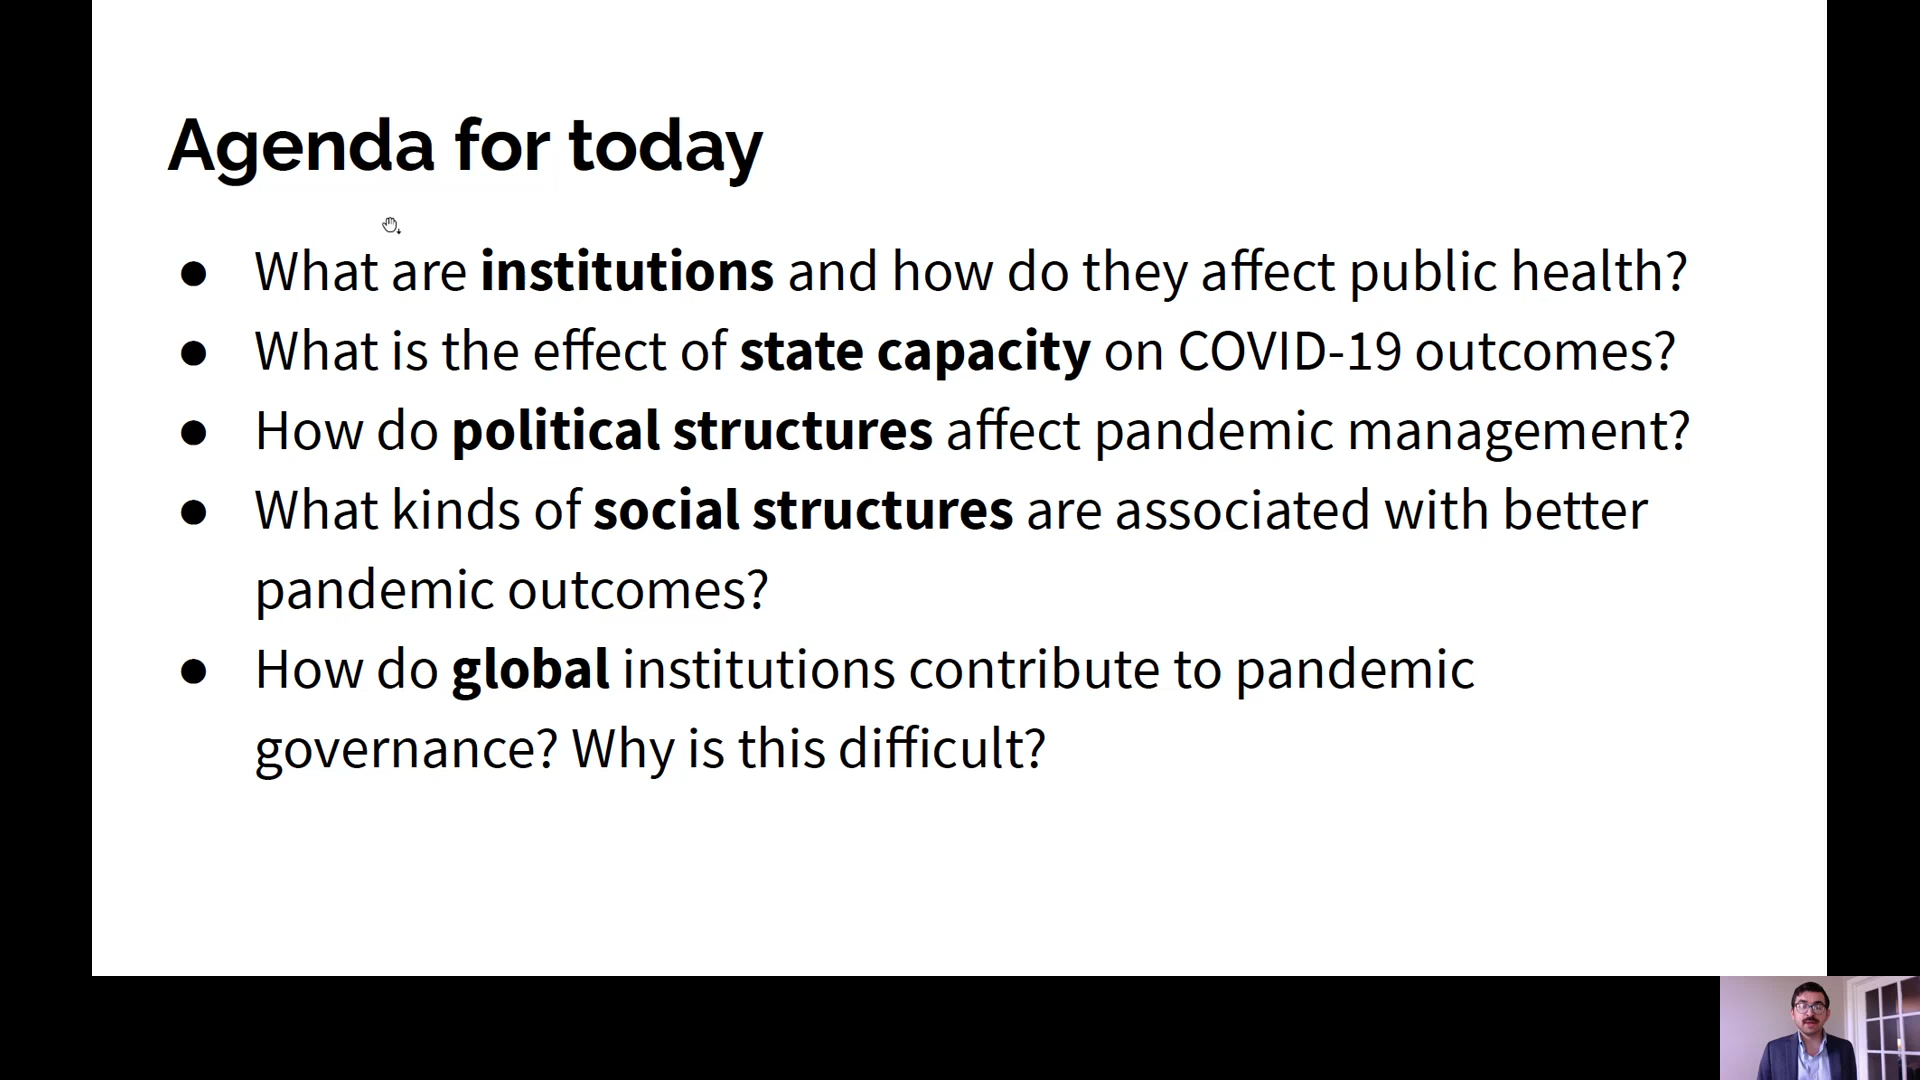 Agenda for today
● What are institutions and how do they affect public health?
● What is the effect of state capacity on COVID-19 outcomes?
● How do political structures affect pandemic management?
● What kinds of social structures are associated with better
pandemic outcomes?
● How do global institutions contribute to pandemic
governance? Why is this difficult?